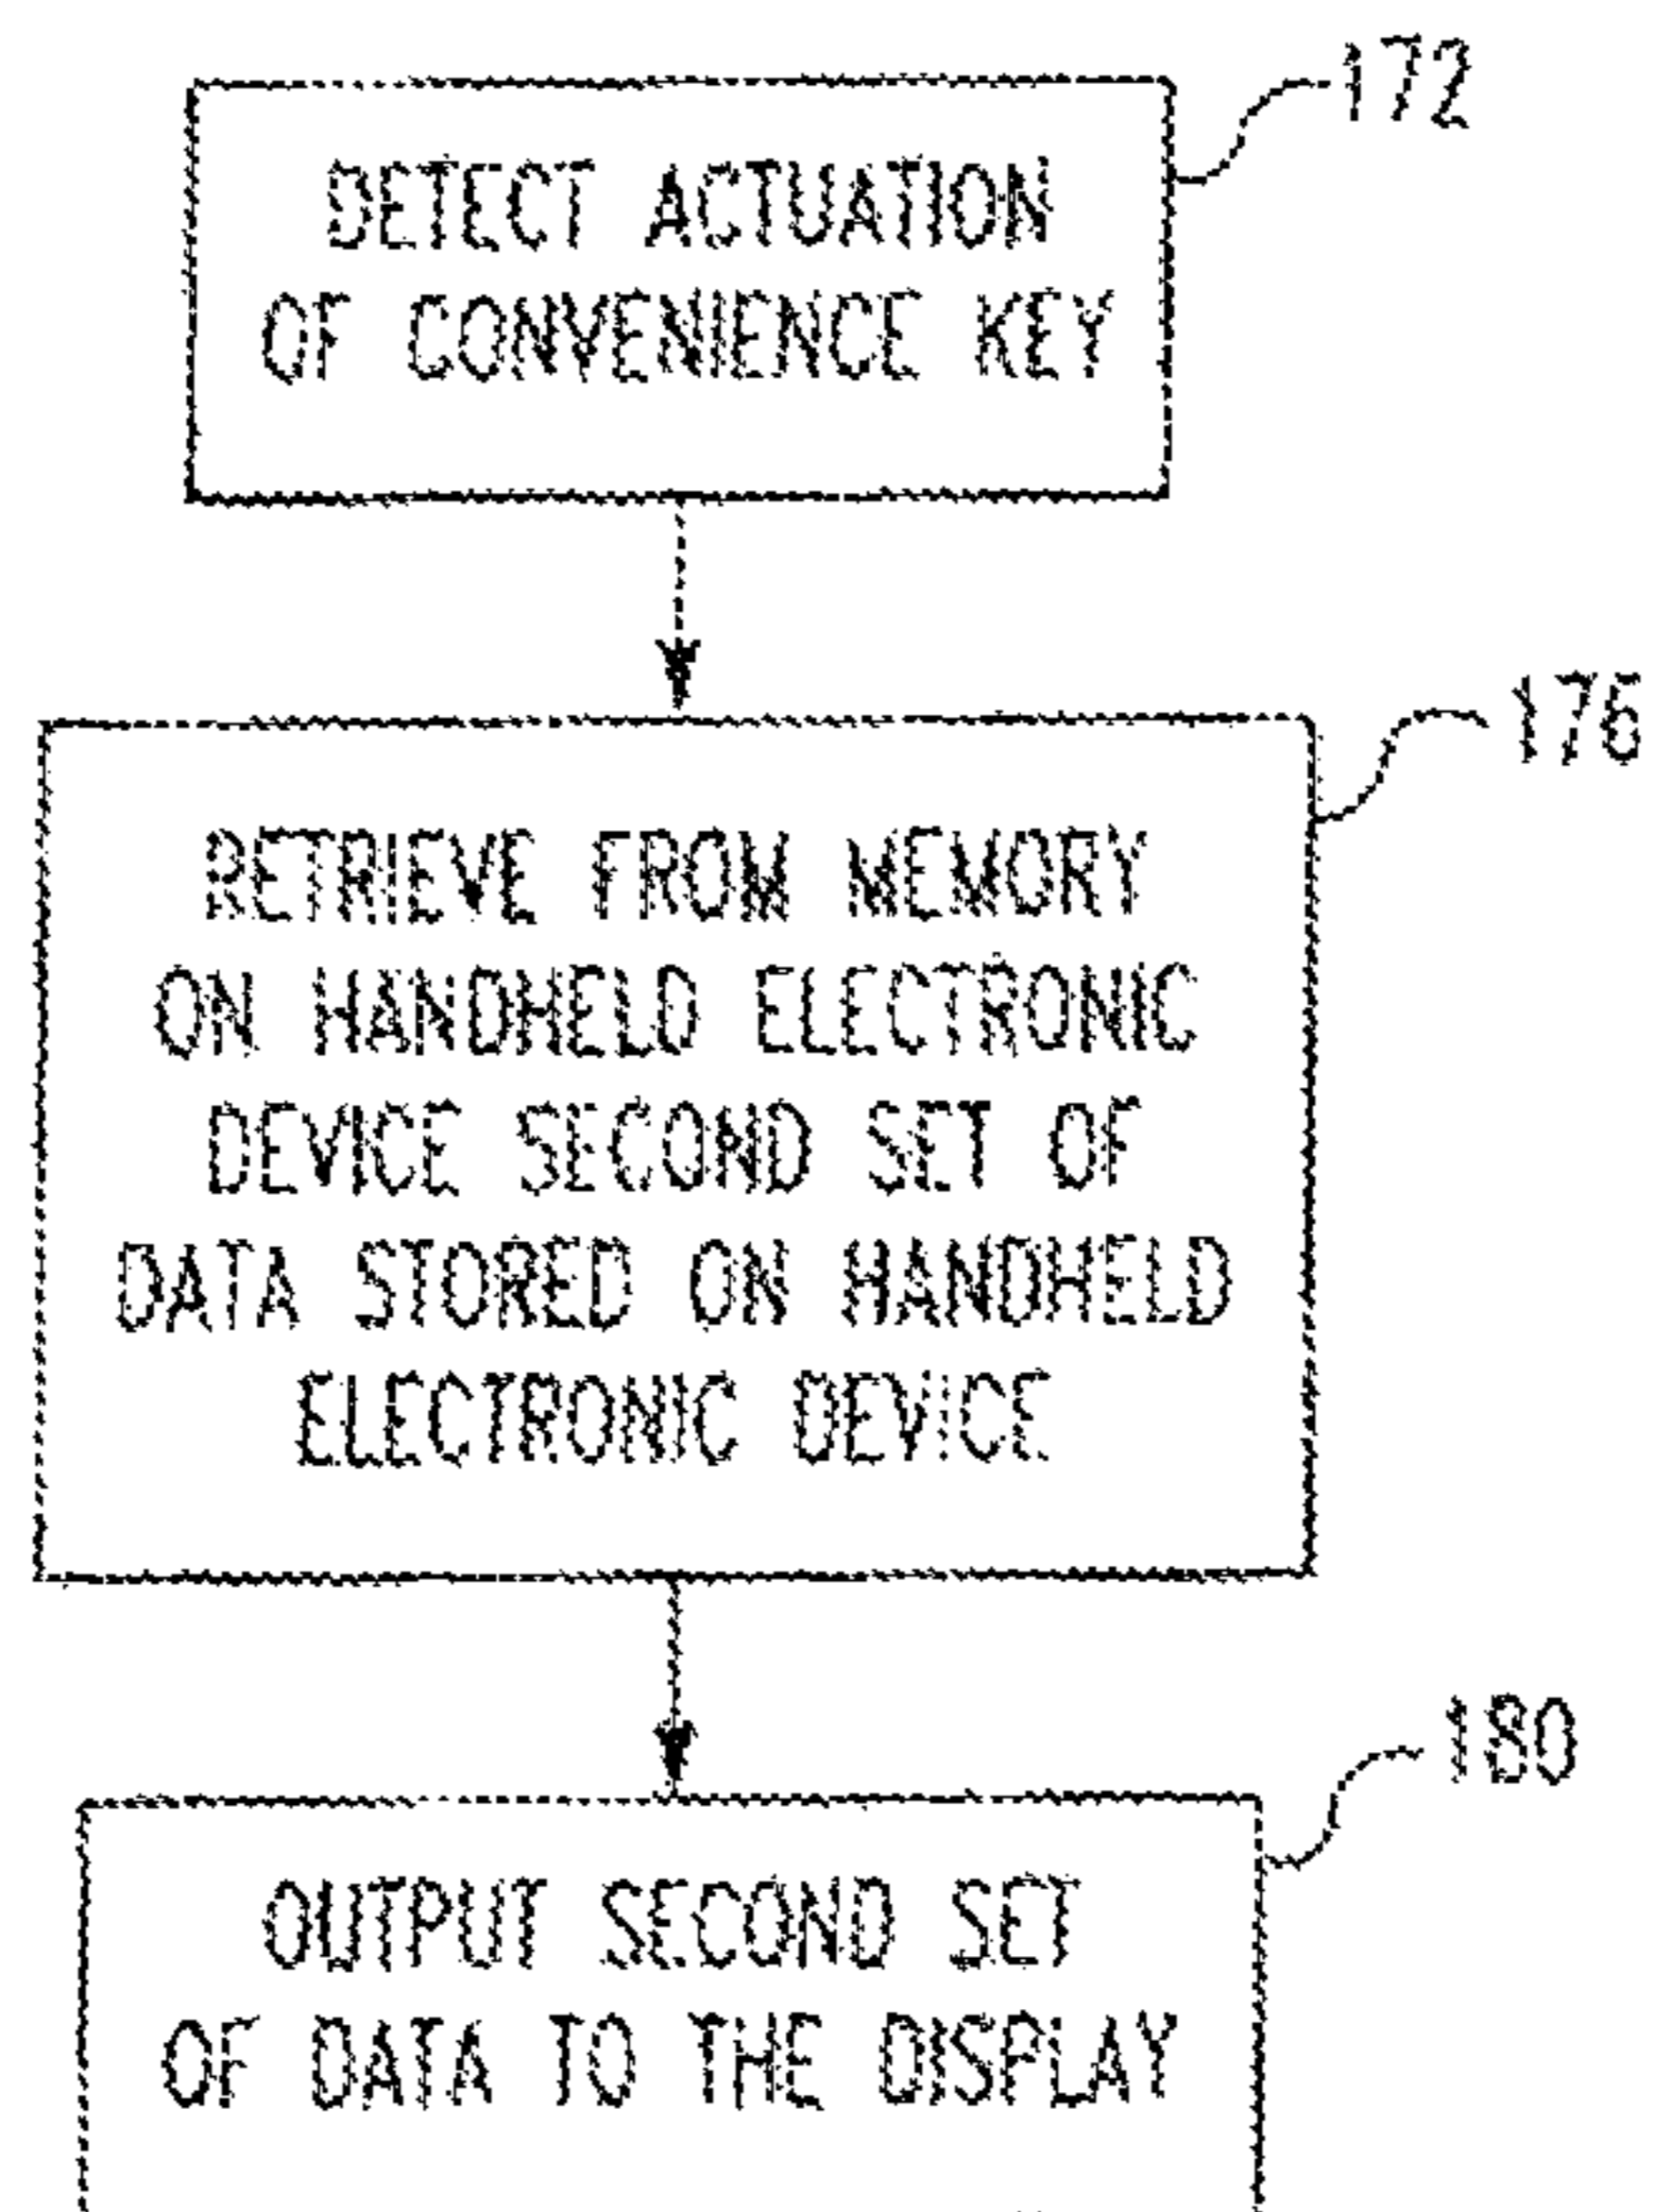 172
DETECT ACTUATION
OF CONVENIENCE KEY
176
RETRIEVE FROM MEMORY
ON HANDHELD ELECTRONIC
DEVICE SECOND SET OF
DATA STORED ON HANDHELD
ELECTRONIC DEVICE
180
OUTPUT SECOND SET
OF DATA TO THE DISPLAY